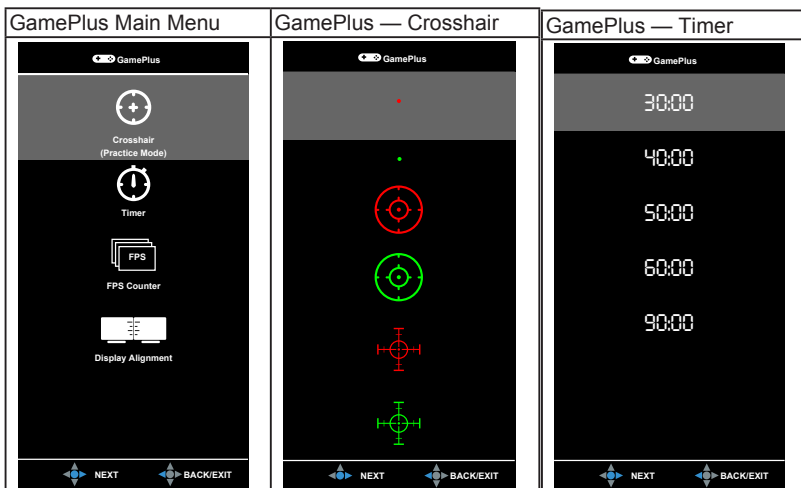 GamePlus Main Menu
GamePlus
Crosshair
(Practice Mode)
Timer
FPS
FPS Counter
Display Alignment
NEXT BACK/EXIT
GamePlus — Crosshair
GamePlus
NEXT BACK/EXIT
GamePlus — Timer
GamePlus
30:00
40:00
50:00
60:00
90:00
NEXT BACK/EXIT